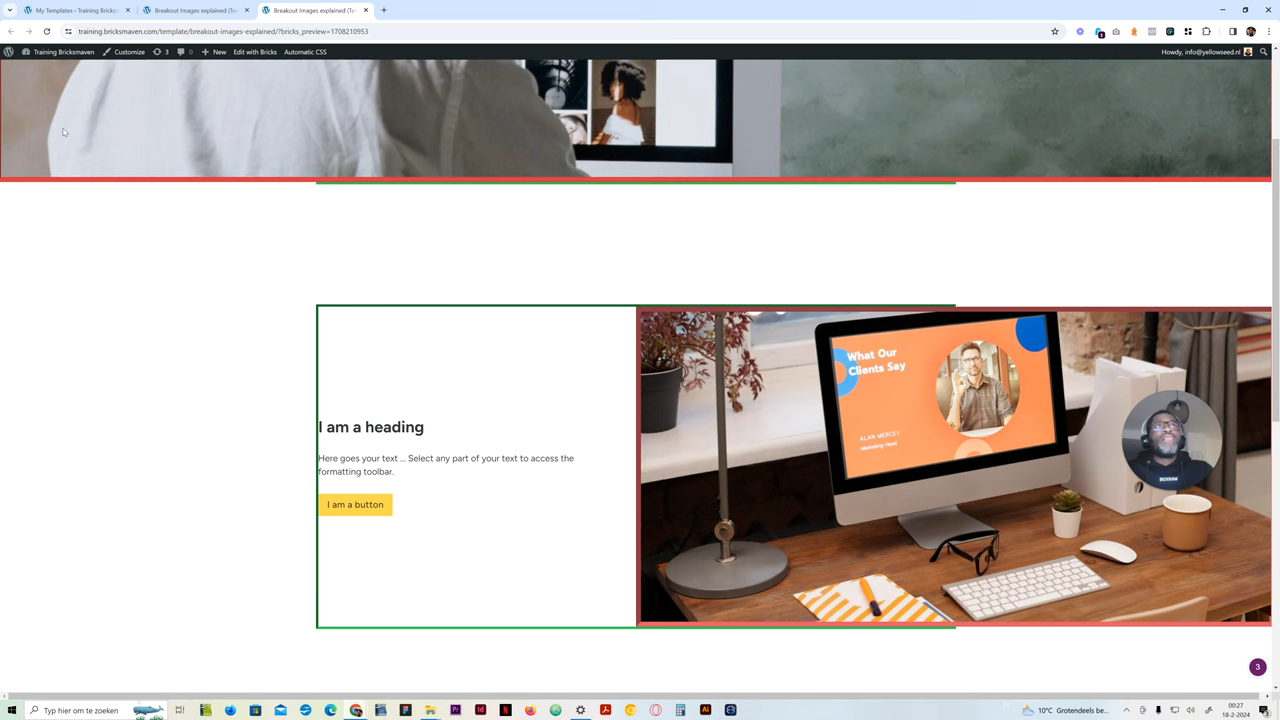 My Templates ‹ Training Bricks
Breakout Images explained (Te
Breakout Images explained (Te
training.bricksmaven.com/template/breakout-images-explained/?bricks_preview=1708210953
Training Bricksmaven
Customize
3
0
New
Edit with Bricks
Automatic CSS
Howdy, info@yellowseed.nl
What Our
Clients Say
ALAN MERCEY
Marketing Head
I am a heading
BOXRAW
Here goes your text ... Select any part of your text to access the
formatting toolbar.
I am a button
3
Typ hier om te zoeken
10°C Grotendeels be...
00:27
18-2-2024